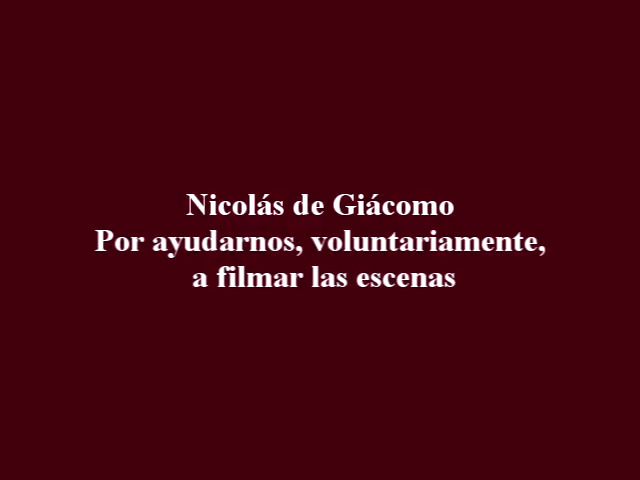 Nicolás de Giácomo
Por ayudarnos, voluntariamente,
a filmar las escenas